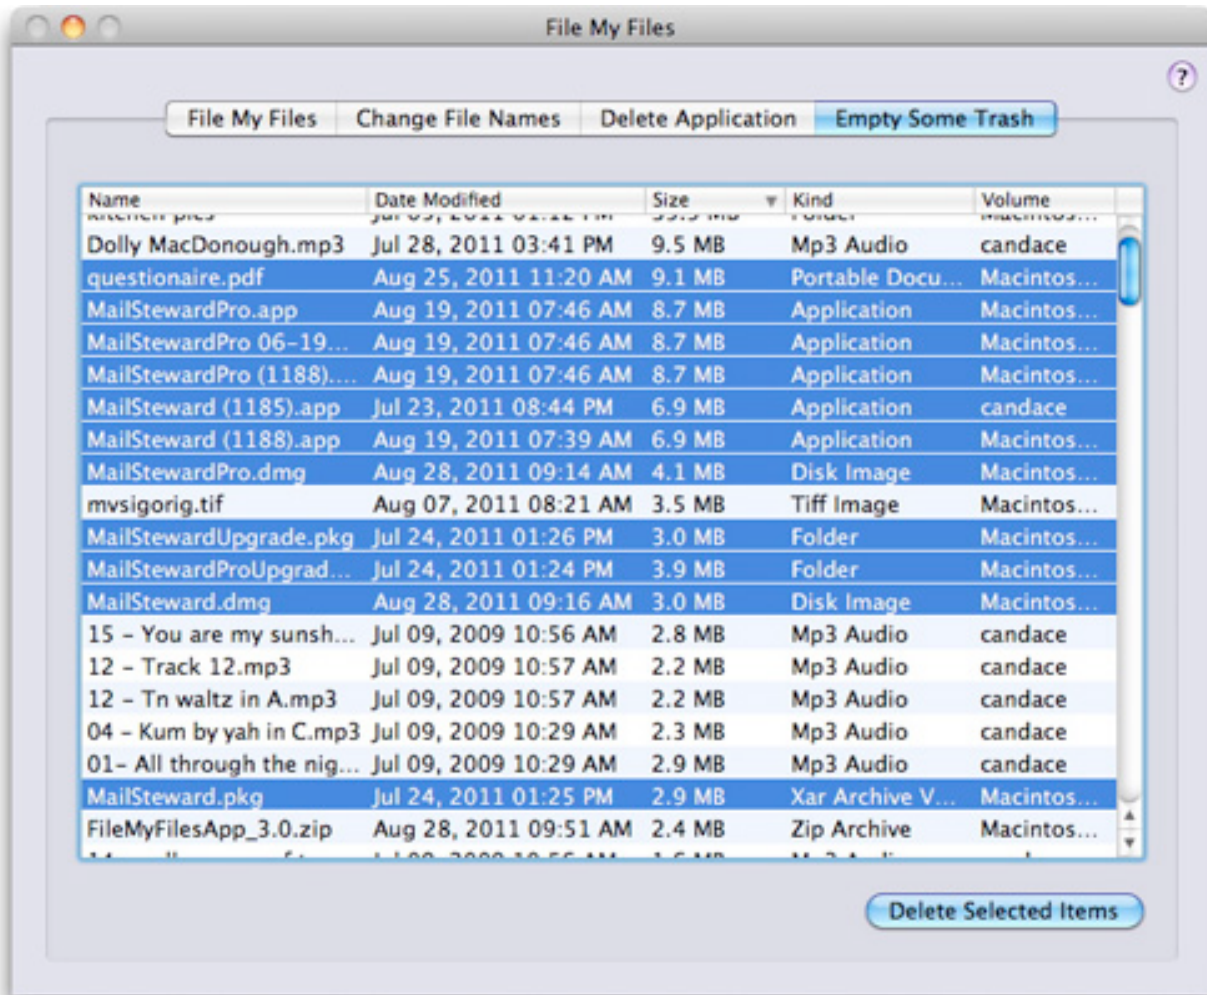 File My Files
?
File My Files Change File Names Delete Application Empty Some Trash
Name Date Modified Size Kind Volume
kitchen pics Folder Macintos...
Dolly MacDonough.mp3 Jul 28, 2011 03:41 PM 9.5 MB Mp3 Audio candace
questionaire.pdf Aug 25, 2011 11:20 AM 9.1 MB Portable Docu... Macintos...
MailStewardPro.app Aug 19, 2011 07:46 AM 8.7 MB Application Macintos...
MailStewardPro 06-19... Aug 19, 2011 07:46 AM 8.7 MB Application Macintos...
MailStewardPro (1188).... Aug 19, 2011 07:46 AM 8.7 MB Application Macintos...
MailSteward (1185).app Jul 23, 2011 08:44 PM 6.9 MB Application candace
MailSteward (1188).app Aug 19, 2011 07:39 AM 6.9 MB Application Macintos...
MailStewardPro.dmg Aug 28, 2011 09:14 AM 4.1 MB Disk Image Macintos...
mvsigorig.tif Aug 07, 2011 08:21 AM 3.5 MB Tiff Image Macintos...
MailStewardUpgrade.pkg Jul 24, 2011 01:26 PM 3.0 MB Folder Macintos...
MailStewardProUpgrad... Jul 24, 2011 01:24 PM 3.9 MB Folder Macintos...
MailSteward.dmg Aug 28, 2011 09:16 AM 3.0 MB Disk Image Macintos...
15 - You are my sunsh... Jul 09, 2009 10:56 AM 2.8 MB Mp3 Audio candace
12 - Track 12.mp3 Jul 09, 2009 10:57 AM 2.2 MB Mp3 Audio candace
12 - Tn waltz in A.mp3 Jul 09, 2009 10:57 AM 2.2 MB Mp3 Audio candace
04 - Kum by yah in C.mp3 Jul 09, 2009 10:29 AM 2.3 MB Mp3 Audio candace
01- All through the nig... Jul 09, 2009 10:29 AM 2.9 MB Mp3 Audio candace
MailSteward.pkg Jul 24, 2011 01:25 PM 2.9 MB Xar Archive V... Macintos...
FileMyFilesApp_3.0.zip Aug 28, 2011 09:51 AM 2.4 MB Zip Archive Macintos...
Delete Selected Items